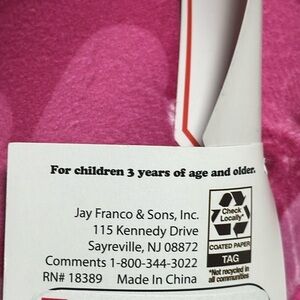 For children 3 years of age and older.
Jay Franco & Sons, Inc.
115 Kennedy Drive
Sayreville, NJ 08872
Comments 1-800-344-3022
RN# 18389 Made In China
Check
Locally*
COATED PAPER
TAG
*Not recycled in
all communities